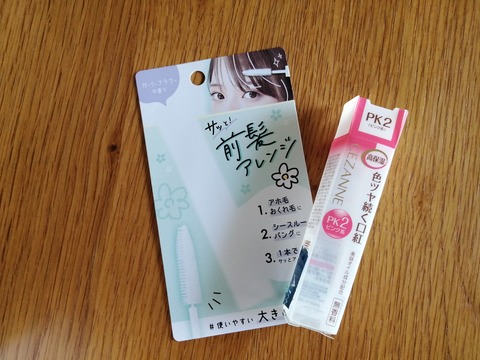 サッと!
前髪
アレンジ
1. アホ毛
おくれ毛に
2. シースルー
バングに
3. 1本で
#使いやすい 大き
PK2
ピンク系
高保湿
色ツヤ続く口紅
CEZANNE
PK2
ピンク系
無香料